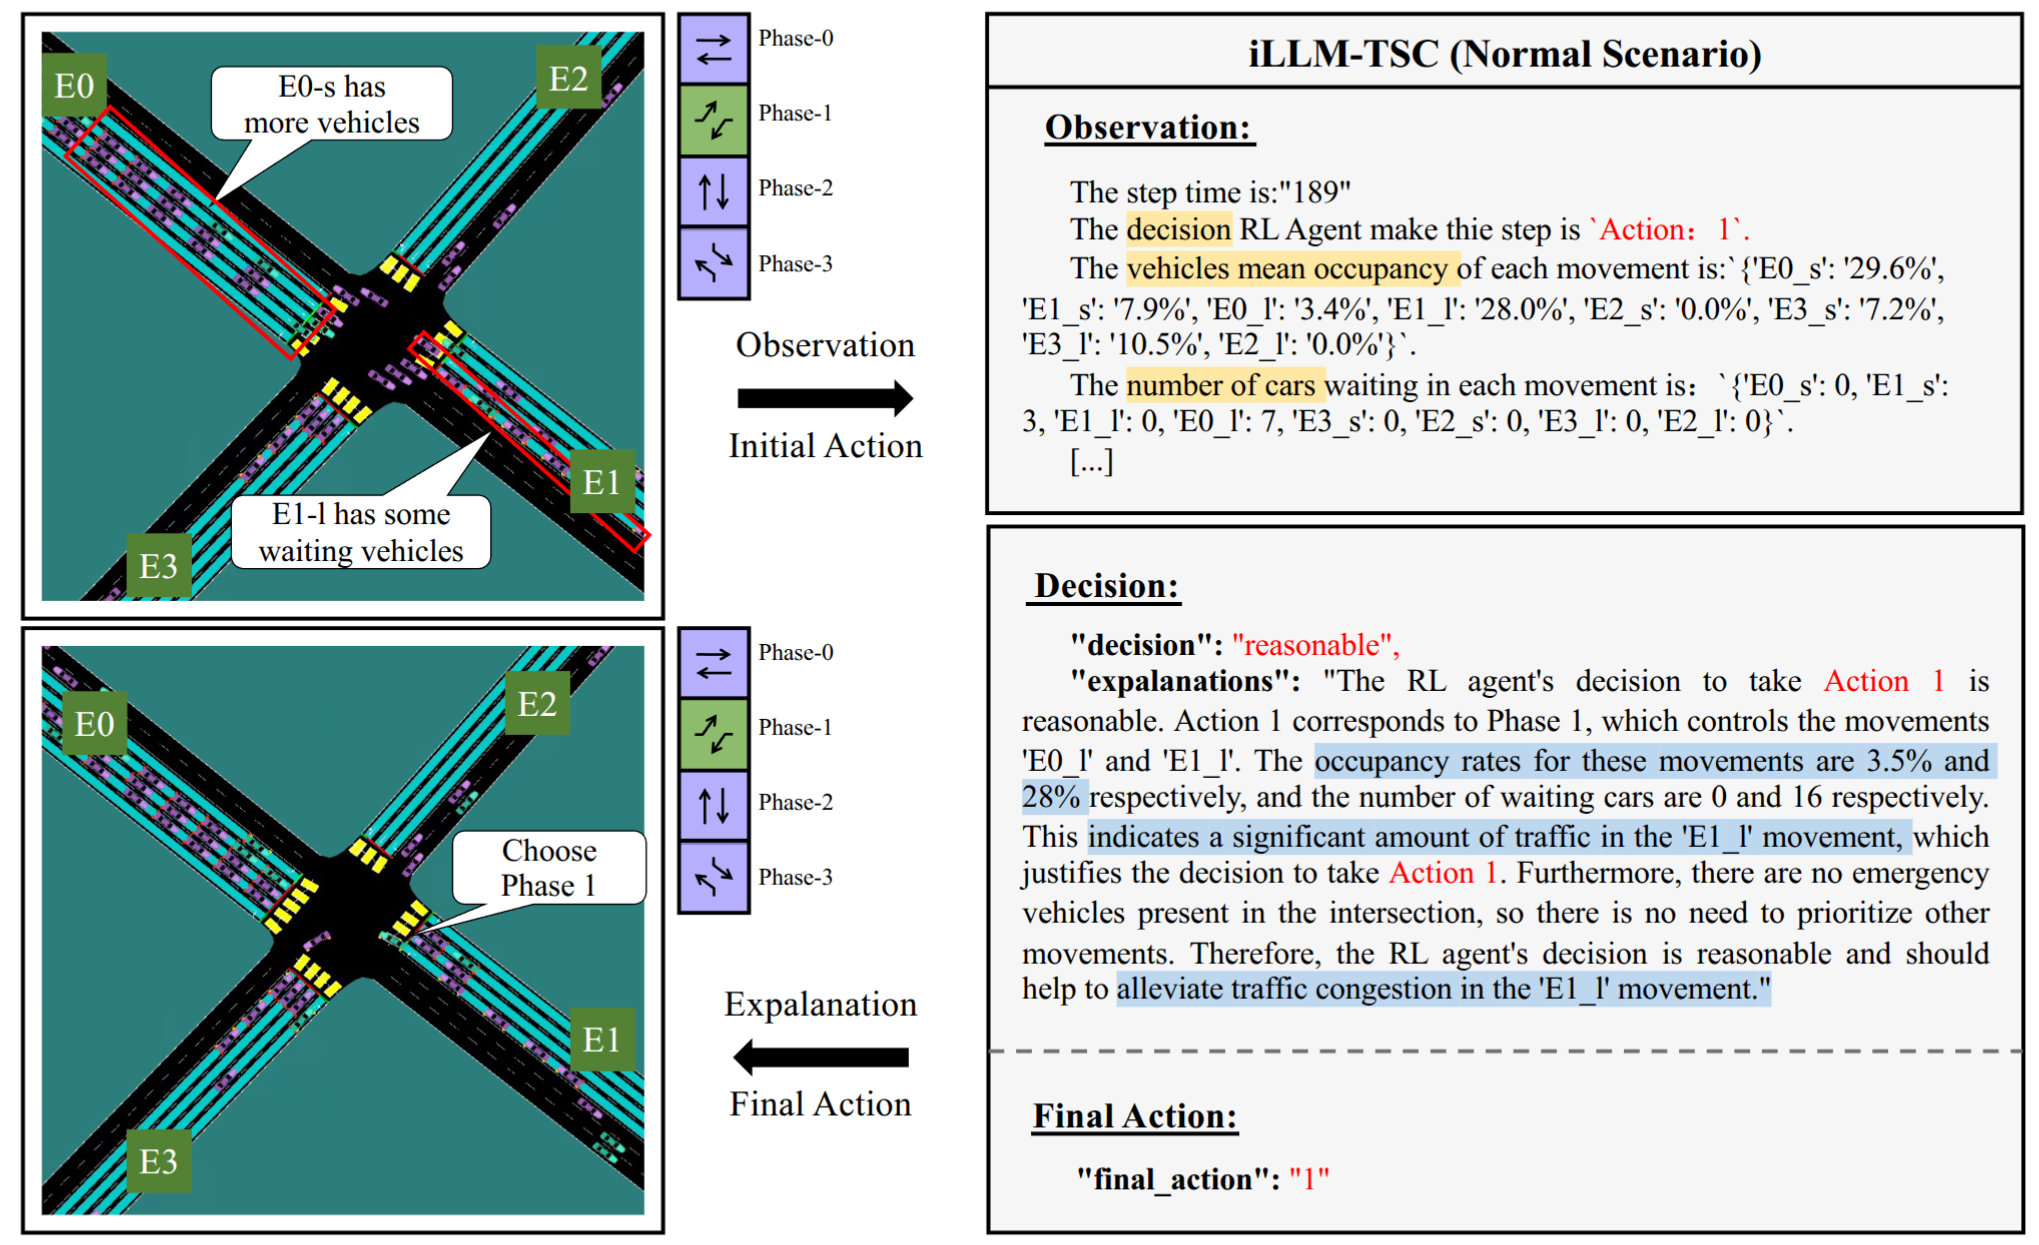 E0
E0-s has
more vehicles
E2
E1-l has some
waiting vehicles
E1
E3
Phase-0
Phase-1
Phase-2
Phase-3
Observation
Initial Action
iLLM-TSC (Normal Scenario)
Observation:
The step time is:"189"
The decision RL Agent make thie step is `Action: 1`.
The vehicles mean occupancy of each movement is:`{'E0_s': '29.6%',
'E1_s': '7.9%', 'E0_l': '3.4%', 'E1_l': '28.0%', 'E2_s': '0.0%', 'E3_s': '7.2%',
'E3_l': '10.5%', 'E2_l': '0.0%'}`.
The number of cars waiting in each movement is: `{'E0_s': 0, 'E1_s':
3, 'E1_l': 0, 'E0_l': 7, 'E3_s': 0, 'E2_s': 0, 'E3_l': 0, 'E2_l': 0}`.
[...]
E0
E2
Choose
Phase 1
E1
E3
Phase-0
Phase-1
Phase-2
Phase-3
Expalanation
Final Action
Decision:
"decision": "reasonable",
"expalanations": "The RL agent's decision to take Action 1 is
reasonable. Action 1 corresponds to Phase 1, which controls the movements
'E0_l' and 'E1_l'. The occupancy rates for these movements are 3.5% and
28% respectively, and the number of waiting cars are 0 and 16 respectively.
This indicates a significant amount of traffic in the 'E1_l' movement, which
justifies the decision to take Action 1. Furthermore, there are no emergency
vehicles present in the intersection, so there is no need to prioritize other
movements. Therefore, the RL agent's decision is reasonable and should
help to alleviate traffic congestion in the 'E1_l' movement."
Final Action:
"final_action": "1"